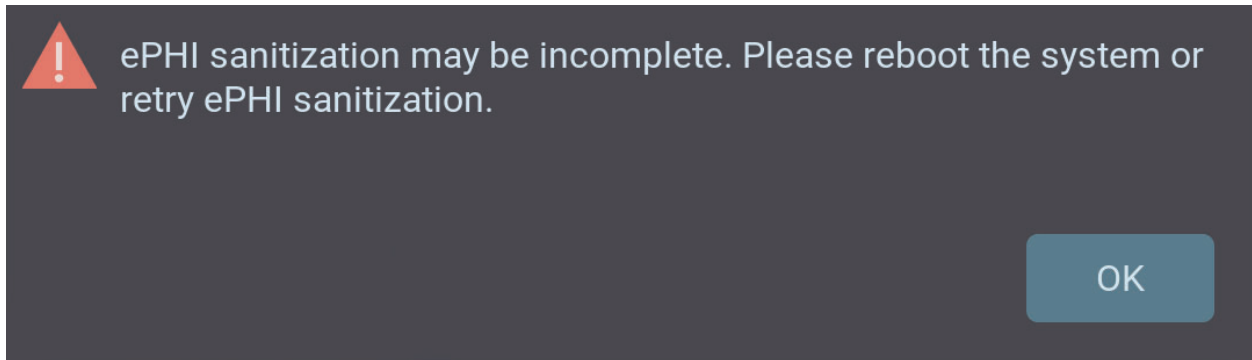 ePHI sanitization may be incomplete. Please reboot the system or
retry ePHI sanitization.
OK